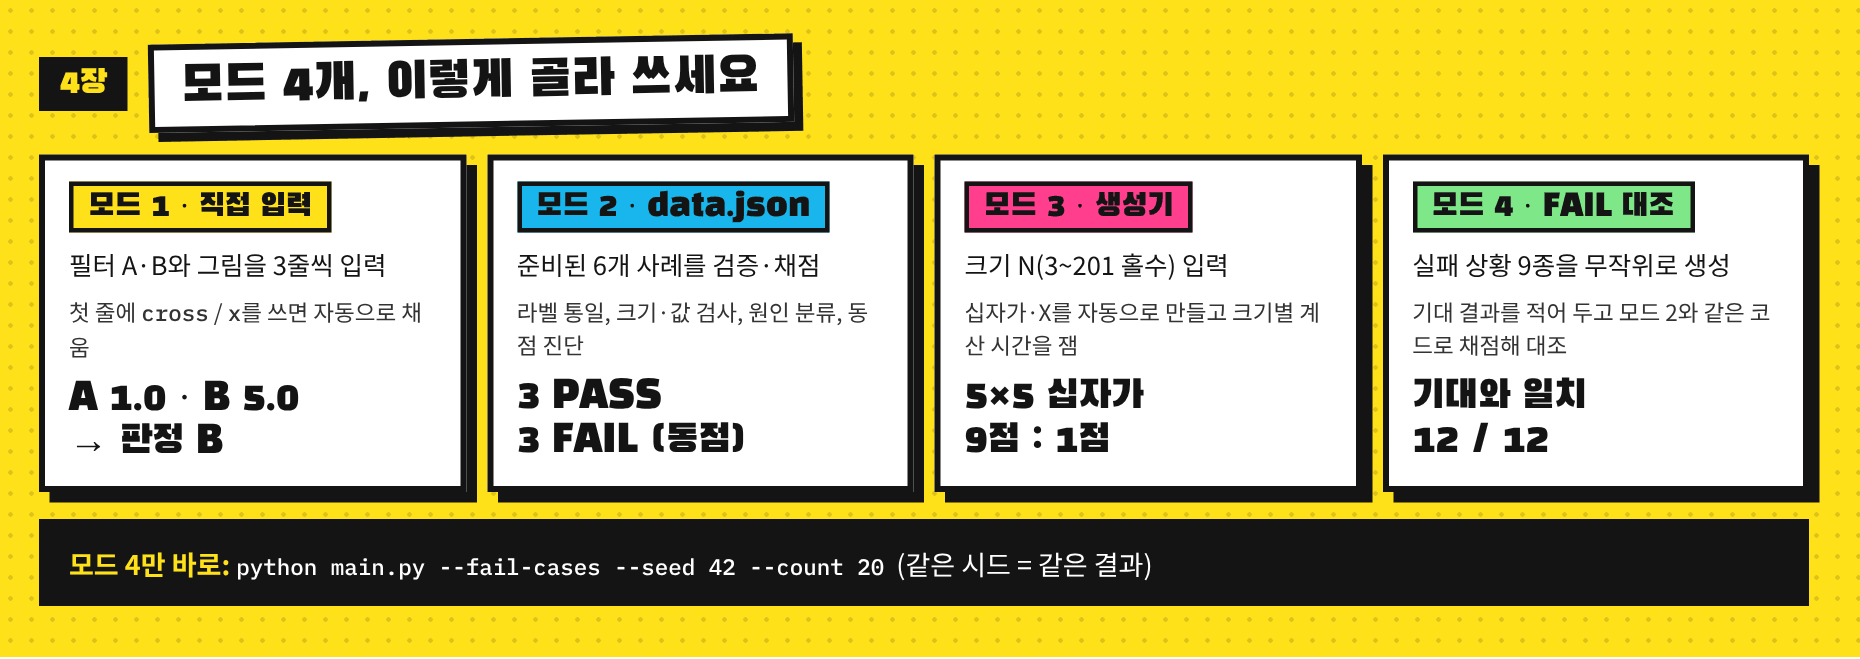 4장
모드 4개, 이렇게 골라 쓰세요
모드 1 · 직접 입력
필터 A·B와 그림을 3줄씩 입력
첫 줄에 cross / x를 쓰면 자동으로 채
움
A 1.0 · B 5.0
→ 판정 B
모드 2 · data.json
준비된 6개 사례를 검증·채점
라벨 통일, 크기·값 검사, 원인 분류, 동
점 진단
3 PASS
3 FAIL (동점)
모드 3 · 생성기
크기 N(3~201 홀수) 입력
십자가·X를 자동으로 만들고 크기별 계
산 시간을 잼
5×5 십자가
9점 : 1점
모드 4 · FAIL 대조
실패 상황 9종을 무작위로 생성
기대 결과를 적어 두고 모드 2와 같은 코
드로 채점해 대조
기대와 일치
12 / 12
모드 4만 바로: python main.py --fail-cases --seed 42 --count 20 (같은 시드 = 같은 결과)